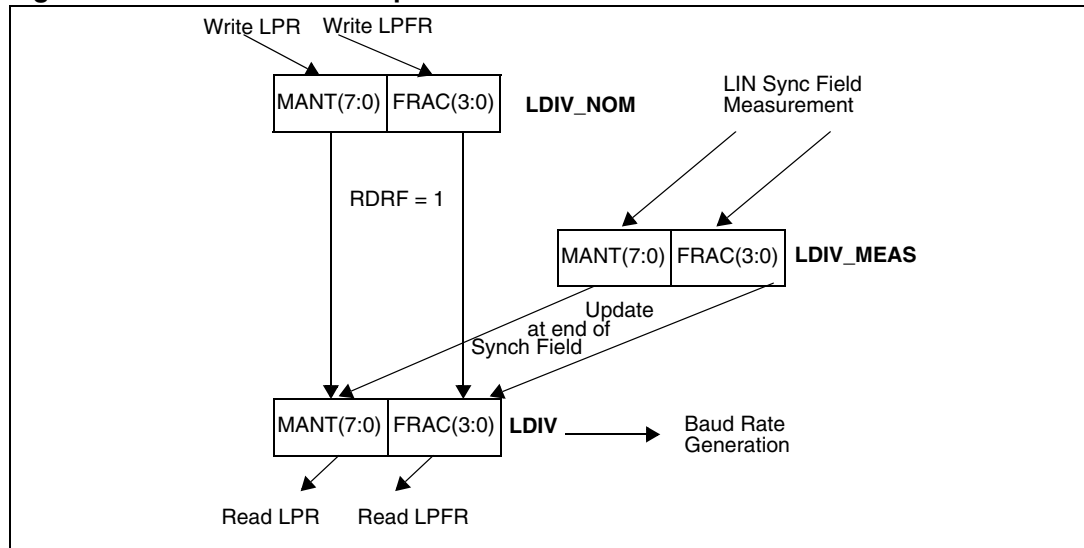 Write LPR Write LPFR
MANT(7:0) FRAC(3:0) LDIV_NOM
LIN Sync Field
Measurement
RDRF = 1
MANT(7:0) FRAC(3:0) LDIV_MEAS
Update
at end of
Synch Field
MANT(7:0) FRAC(3:0) LDIV
Baud Rate
Generation
Read LPR Read LPFR